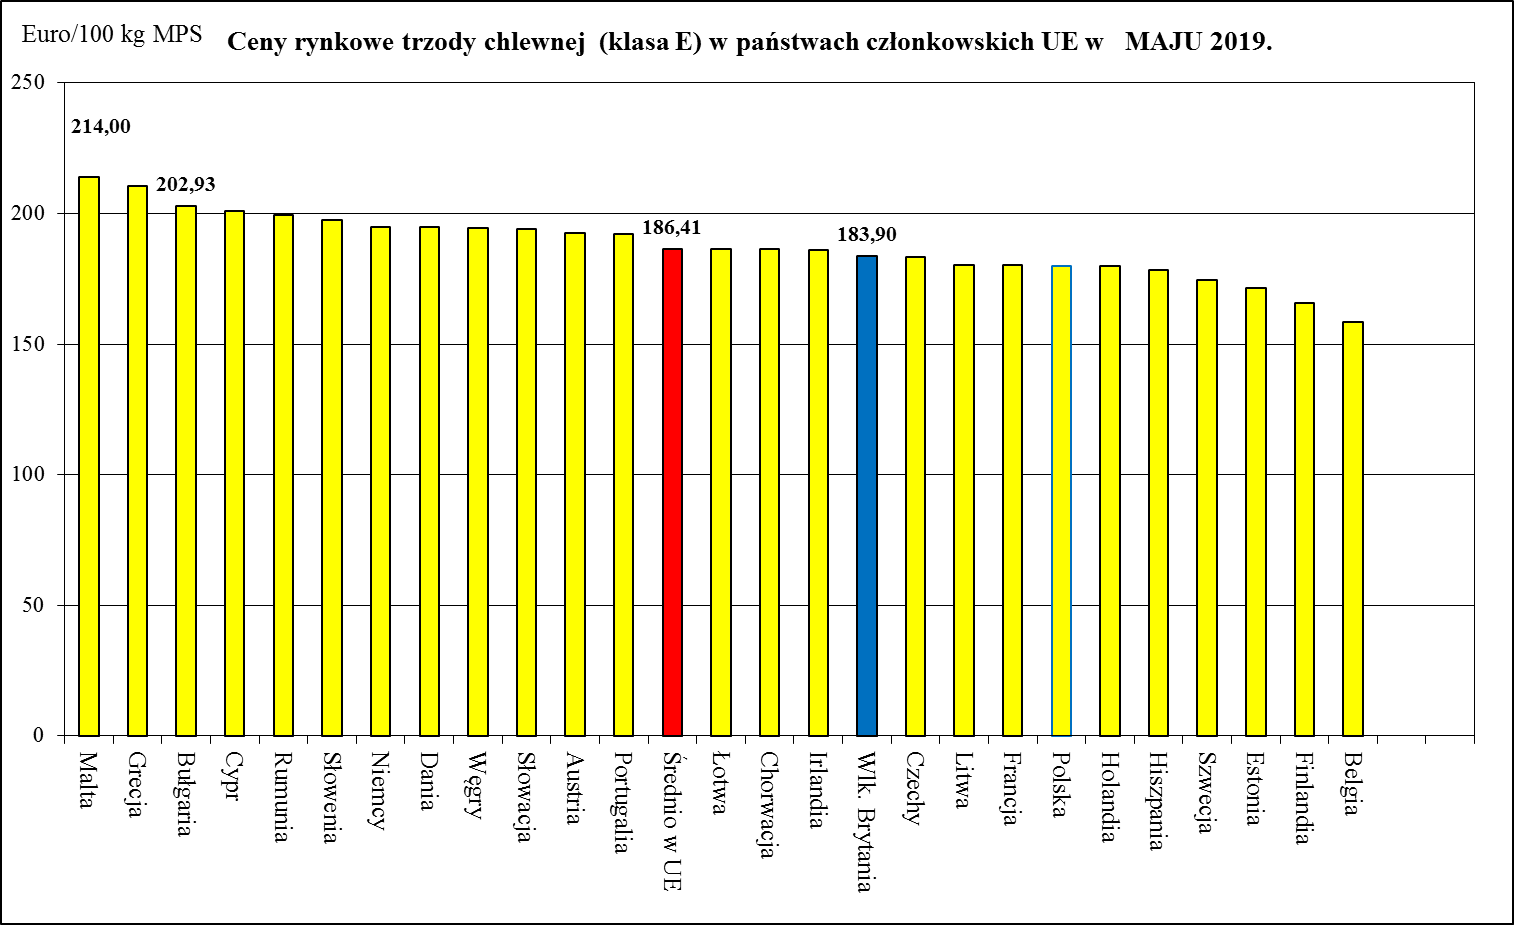 Euro/100 kg MPS
Ceny rynkowe trzody chlewnej (klasa E) w państwach członkowskich UE w MAJU 2019.
250
200
150
100
50
0
214,00
202,93
186,41
183,90
Malta
Grecja
Bułgaria
Cypr
Rumunia
Słowenia
Niemcy
Dania
Węgry
Słowacja
Austria
Portugalia
Średnio w UE
Łotwa
Chorwacja
Irlandia
Wlk. Brytania
Czechy
Litwa
Francja
Polska
Holandia
Hiszpania
Szwecja
Estonia
Finlandia
Belgia